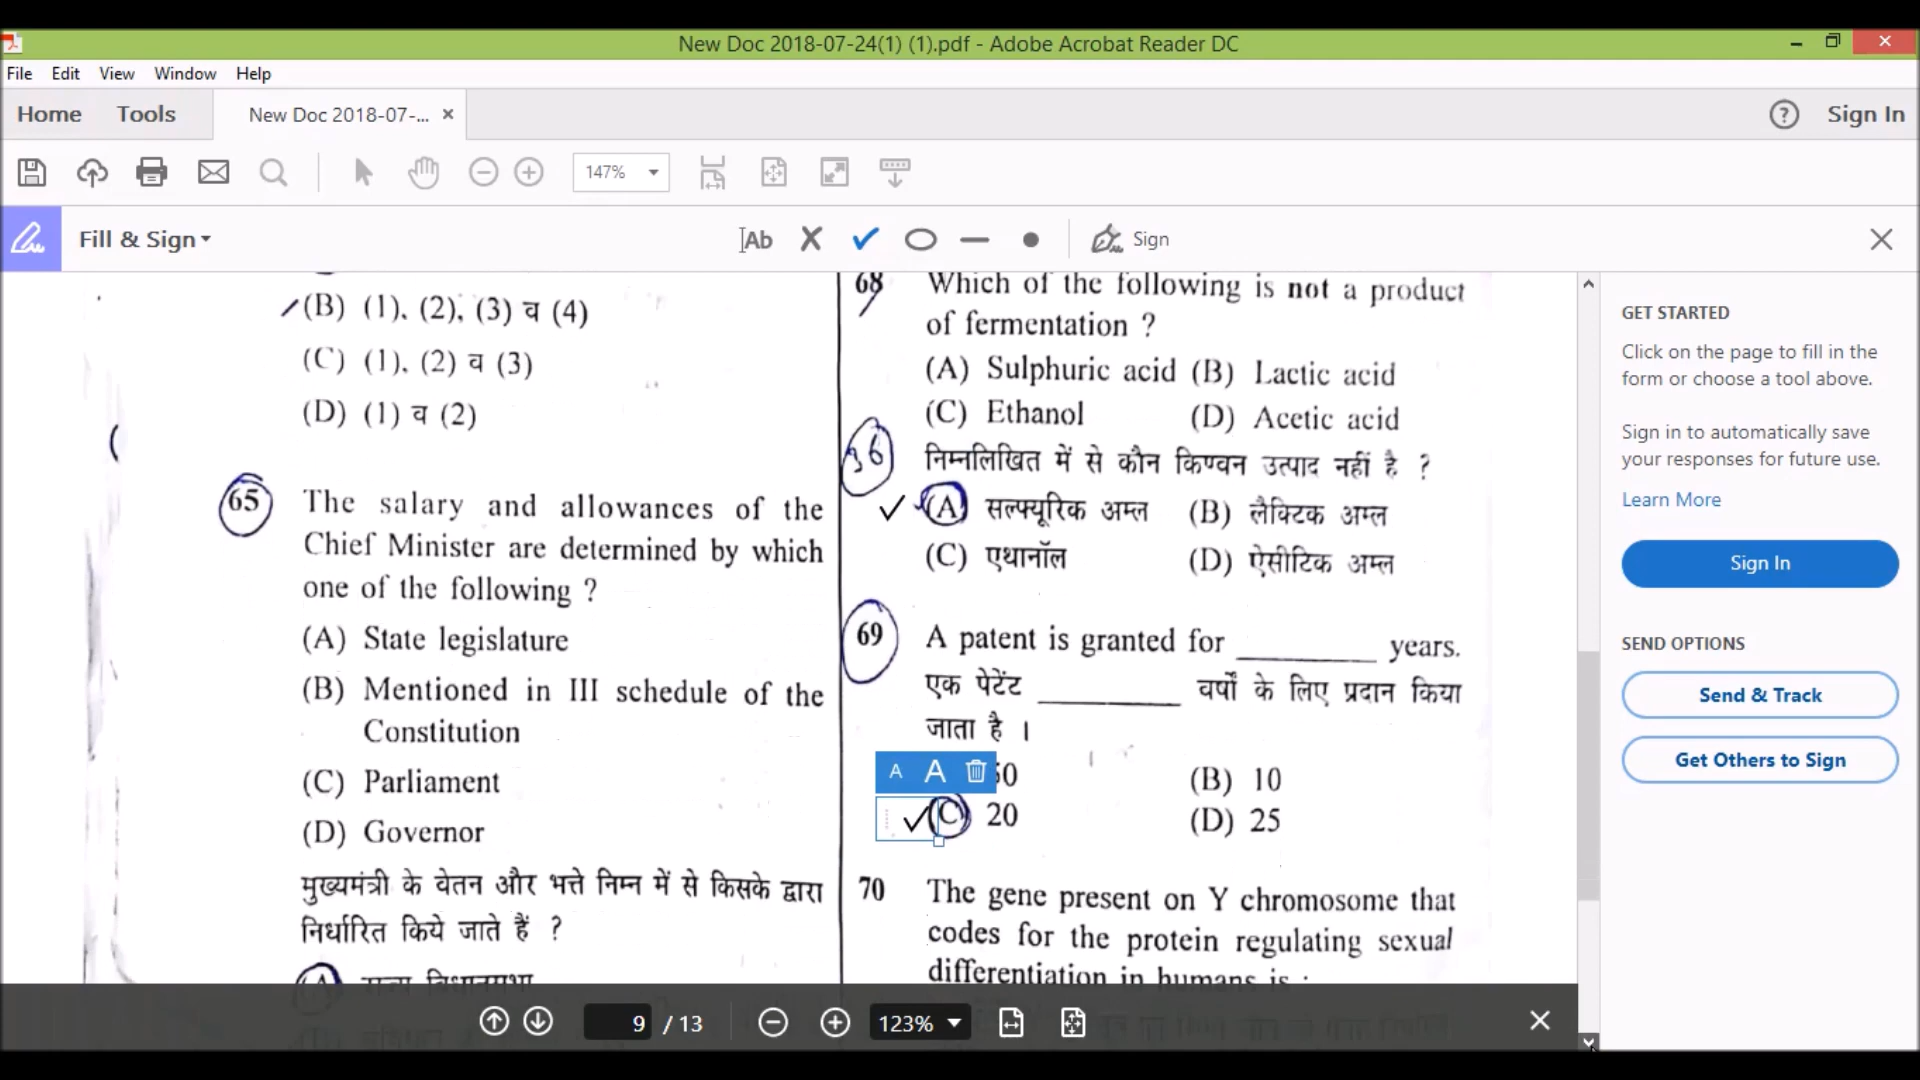 New Doc 2018-07-24(1) (1).pdf - Adobe Acrobat Reader DC
File Edit View Window Help
Home Tools New Doc 2018-07-... Sign In
147%
Fill & Sign Ab Sign
(B) (1), (2), (3) व (4)
(C) (1), (2) व (3)
(D) (1) व (2)
65 The salary and allowances of the
Chief Minister are determined by which
one of the following ?
(A) State legislature
(B) Mentioned in III schedule of the
Constitution
(C) Parliament
(D) Governor
मुख्यमंत्री के वेतन और भत्ते निम्न में से किसके द्वारा
निर्धारित किये जाते हैं ?
(A) राज्य विधानसभा
68 Which of the following is not a product
of fermentation ?
(A) Sulphuric acid (B) Lactic acid
(C) Ethanol (D) Acetic acid
36
निम्नलिखित में से कौन किण्वन उत्पाद नहीं है ?
(A) सल्फ्यूरिक अम्ल (B) लैक्टिक अम्ल
(C) एथानॉल (D) ऐसीटिक अम्ल
69 A patent is granted for ________ years.
एक पेटेंट ________ वर्षों के लिए प्रदान किया
जाता है ।
A A
(B) 10
(C) 20 (D) 25
70 The gene present on Y chromosome that
codes for the protein regulating sexual
differentiation in humans is :
GET STARTED
Click on the page to fill in the
form or choose a tool above.
Sign in to automatically save
your responses for future use.
Learn More
Sign In
SEND OPTIONS
Send & Track
Get Others to Sign
9 / 13 123%